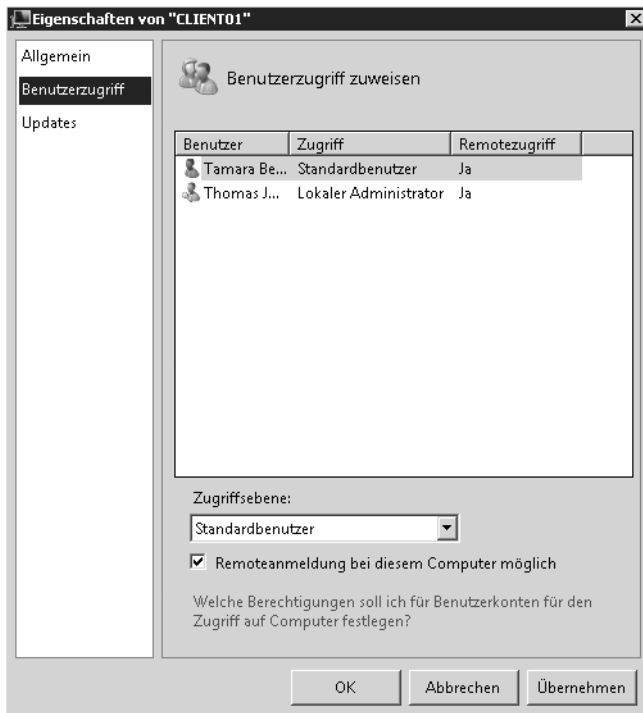 Eigenschaften von "CLIENT01"
Allgemein
Benutzerzugriff
Updates
Benutzerzugriff zuweisen
Benutzer Zugriff Remotezugriff
Tamara Be... Standardbenutzer Ja
Thomas J... Lokaler Administrator Ja
Zugriffsebene:
Standardbenutzer
Remoteanmeldung bei diesem Computer möglich
Welche Berechtigungen soll ich für Benutzerkonten für den
Zugriff auf Computer festlegen?
OK Abbrechen Übernehmen